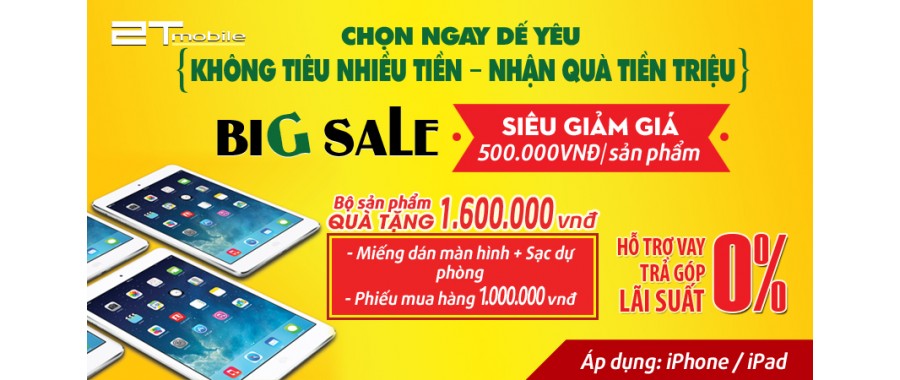 2T mobile
CHỌN NGAY DẾ YÊU
{KHÔNG TIÊU NHIỀU TIỀN – NHẬN QUÀ TIỀN TRIỆU}
BIG SALE
SIÊU GIẢM GIÁ
500.000VNĐ/ sản phẩm
Bộ sản phẩm
QUÀ TẶNG 1.600.000 vnđ
- Miếng dán màn hình + Sạc dự
phòng
- Phiếu mua hàng 1.000.000 vnđ
HỖ TRỢ VAY
TRẢ GÓP
LÃI SUẤT 0%
Áp dụng: iPhone / iPad